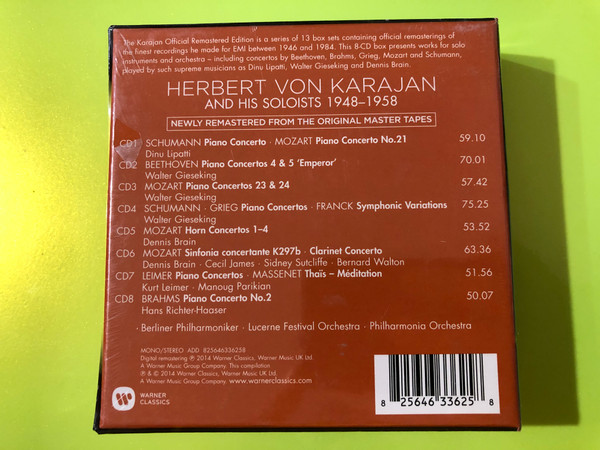 The Karajan Official Remastered Edition is a series of 13 box sets containing official remasterings of
the finest recordings he made for EMI between 1946 and 1984. This 8-CD box presents works for solo
instruments and orchestra – including concertos by Beethoven, Brahms, Grieg, Mozart and Schumann,
played by such supreme musicians as Dinu Lipatti, Walter Gieseking and Dennis Brain.
HERBERT VON KARAJAN
AND HIS SOLOISTS 1948–1958
NEWLY REMASTERED FROM THE ORIGINAL MASTER TAPES
CD1 SCHUMANN Piano Concerto · MOZART Piano Concerto No.21 59.10
Dinu Lipatti
CD2 BEETHOVEN Piano Concertos 4 & 5 ‘Emperor’ 70.01
Walter Gieseking
CD3 MOZART Piano Concertos 23 & 24 57.42
Walter Gieseking
CD4 SCHUMANN · GRIEG Piano Concertos · FRANCK Symphonic Variations 75.25
Walter Gieseking
CD5 MOZART Horn Concertos 1–4 53.52
Dennis Brain
CD6 MOZART Sinfonia concertante K297b · Clarinet Concerto 63.36
Dennis Brain · Cecil James · Sidney Sutcliffe · Bernard Walton
CD7 LEIMER Piano Concertos · MASSENET Thaïs – Méditation 51.56
Kurt Leimer · Manoug Parikian
CD8 BRAHMS Piano Concerto No.2 50.07
Hans Richter-Haaser
· Berliner Philharmoniker · Lucerne Festival Orchestra · Philharmonia Orchestra
MONO/STEREO ADD 825646336258
Digital remastering ℗ 2014 Warner Classics, Warner Music UK Ltd.
A Warner Music Group Company. This compilation
℗ & © 2014 Warner Classics, Warner Music UK Ltd.
A Warner Music Group Company. www.warnerclassics.com
WARNER
CLASSICS
8 25646 33625 8